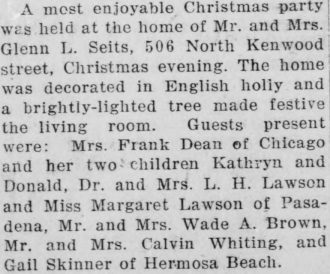 A most enjoyable Christmas party
was held at the home of Mr. and Mrs.
Glenn L. Seits, 506 North Kenwood
street, Christmas evening. The home
was decorated in English holly and
a brightly-lighted tree made festive
the living room. Guests present
were: Mrs. Frank Dean of Chicago
and her two children Kathryn and
Donald, Dr. and Mrs. L. H. Lawson
and Miss Margaret Lawson of Pasa-
dena, Mr. and Mrs. Wade A. Brown,
Mr. and Mrs. Calvin Whiting, and
Gail Skinner of Hermosa Beach.